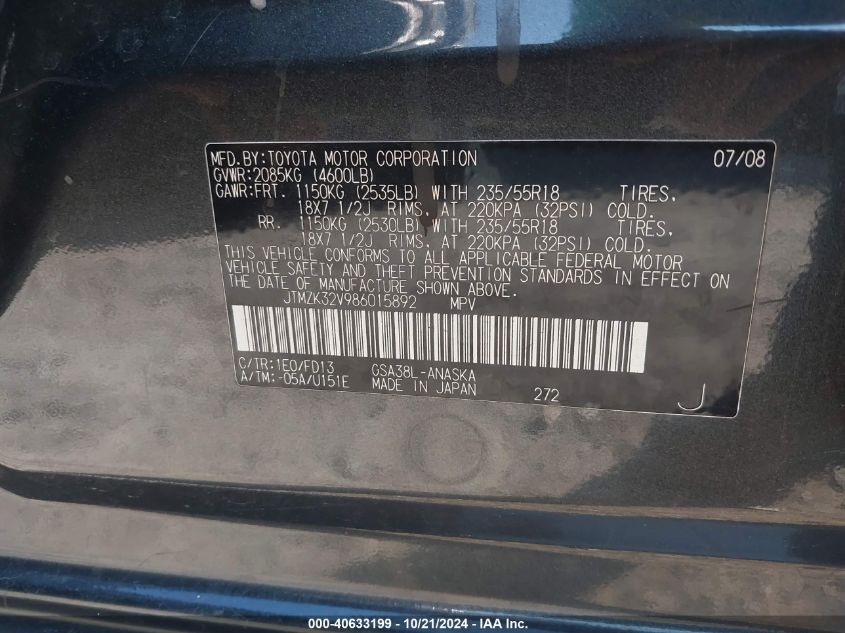 MFD.BY:TOYOTA MOTOR CORPORATION 07/08
GVWR:2085KG (4600LB)
GAWR:FRT. 1150KG (2535LB) WITH 235/55R18 TIRES,
18X7 1/2J RIMS, AT 220KPA (32PSI) COLD.
RR. 1150KG (2530LB) WITH 235/55R18 TIRES,
18X7 1/2J RIMS, AT 220KPA (32PSI) COLD.
THIS VEHICLE CONFORMS TO ALL APPLICABLE FEDERAL MOTOR
VEHICLE SAFETY AND THEFT PREVENTION STANDARDS IN EFFECT ON
THE DATE OF MANUFACTURE SHOWN ABOVE.
JTMZK32V986015892 MPV
C/TR:1E0/FD13 GSA38L-ANASKA
A/TM:-05A/U151E MADE IN JAPAN 272 J
000-40633199 - 10/21/2024 - IAA Inc.